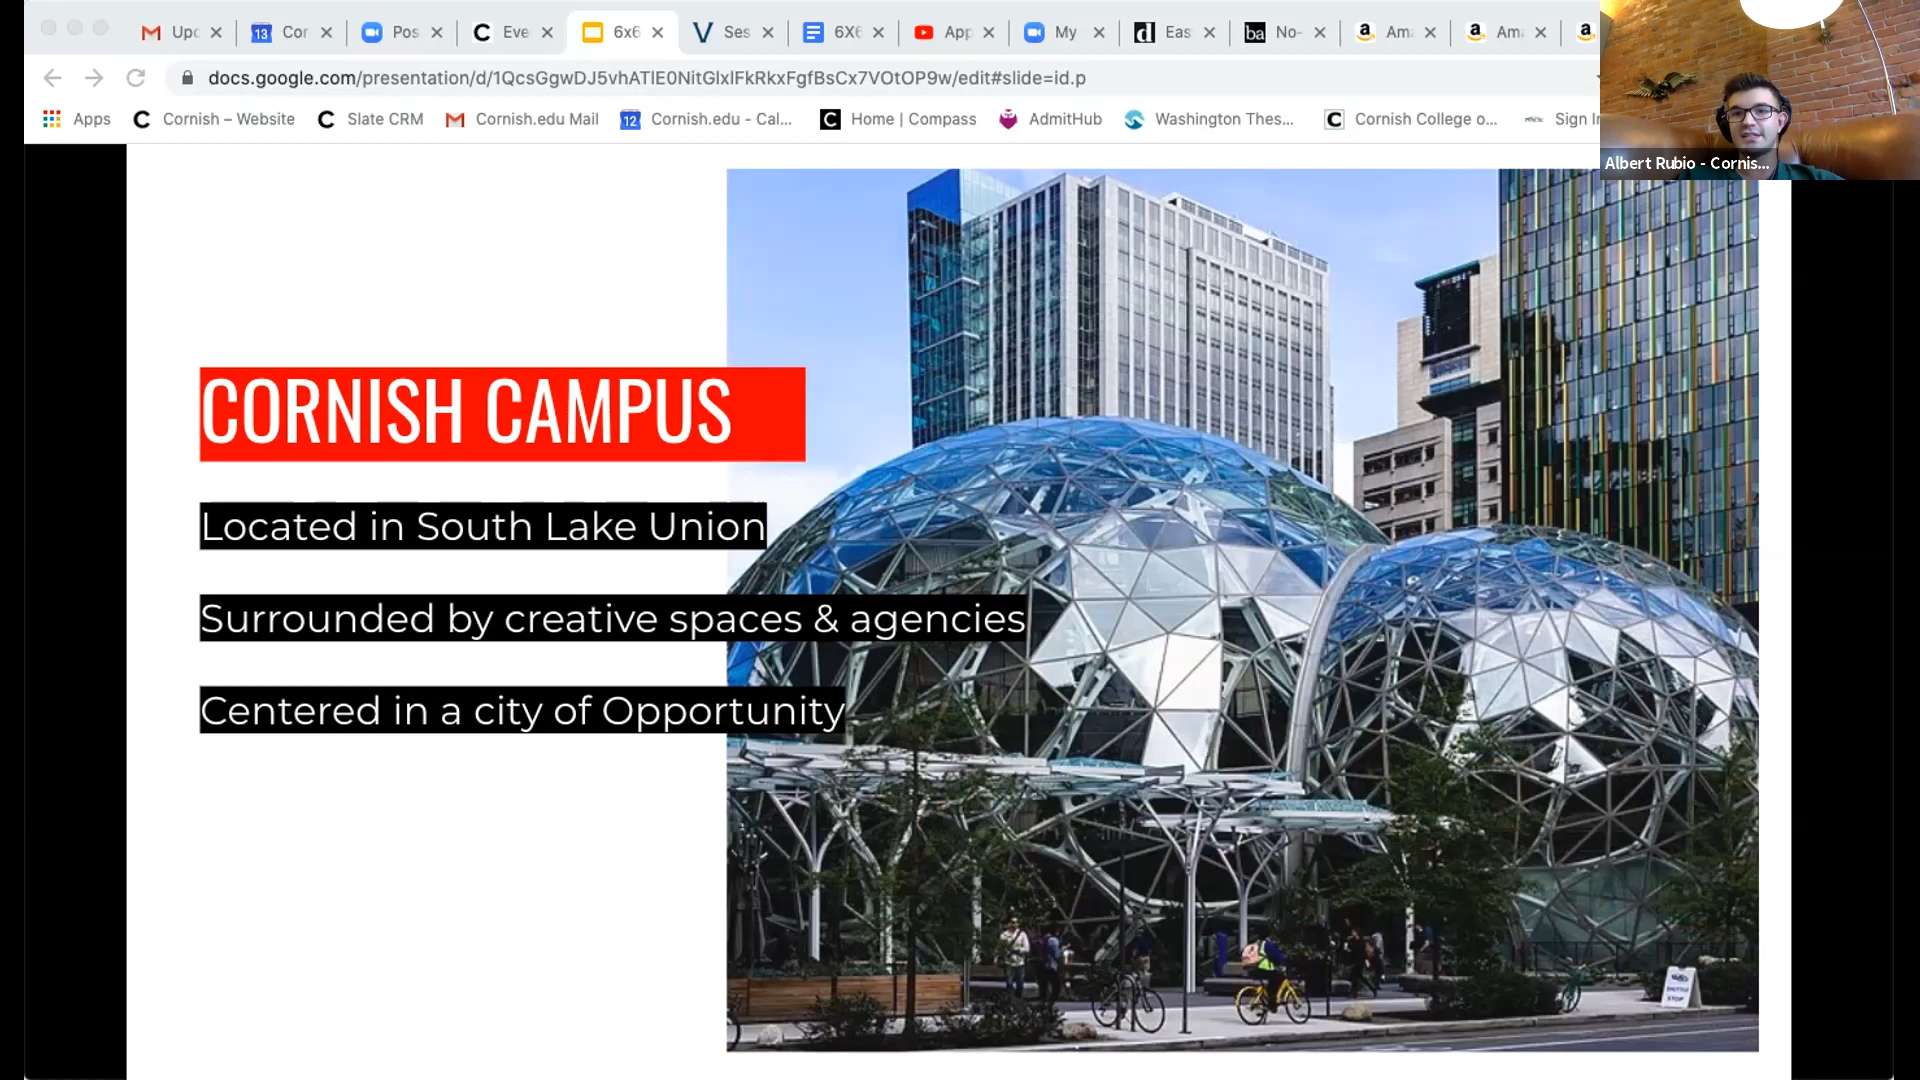 Upc
Cor
Pos
Eve
6x6
Ses
6X6
App
My
Eas
ba No-
Am
Am
docs.google.com/presentation/d/1QcsGgwDJ5vhATlE0NitGlxlFkRkxFgfBsCx7VOtOP9w/edit#slide=id.p
Apps
Cornish – Website
Slate CRM
Cornish.edu Mail
Cornish.edu - Cal...
Home | Compass
AdmitHub
Washington Thes...
Cornish College o...
Sign I
Albert Rubio - Cornis...
CORNISH CAMPUS
Located in South Lake Union
Surrounded by creative spaces & agencies
Centered in a city of Opportunity
SHUTTLE
STOP